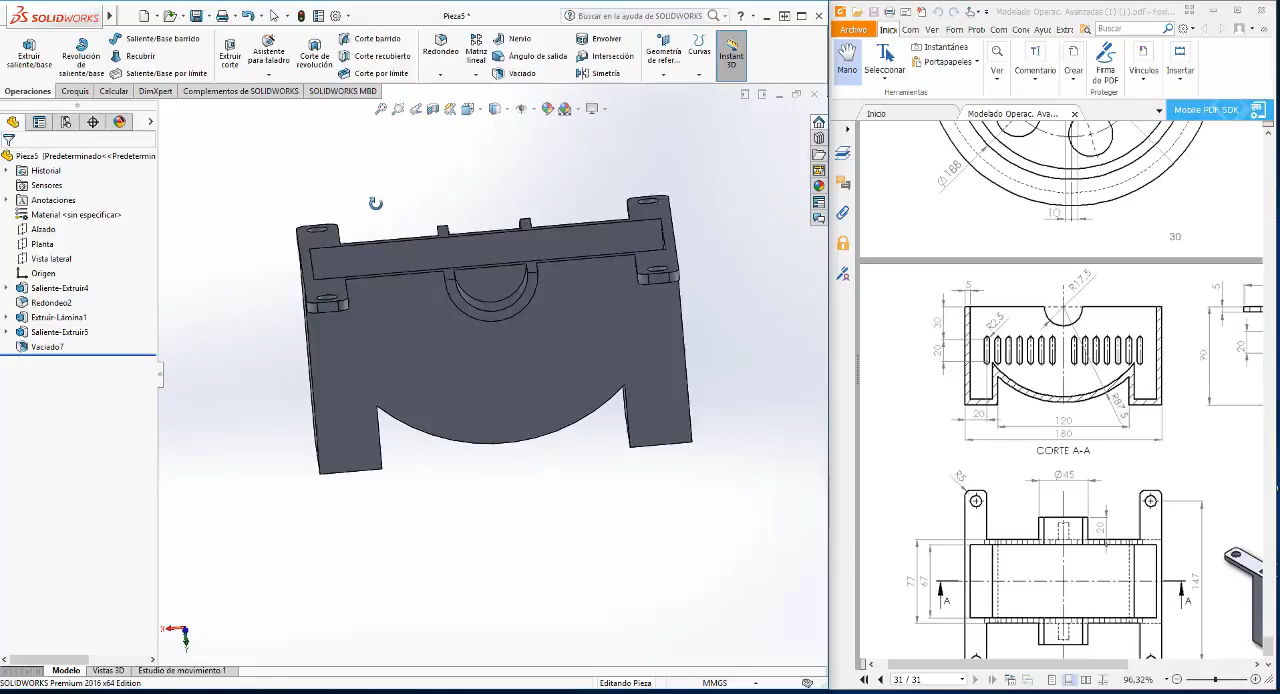 SOLIDWORKS
Pieza5 *
Buscar en la ayuda de SOLIDWORKS
Extruir saliente/base
Revolución de saliente/base
Saliente/Base barrido
Recubrir
Saliente/Base por límite
Extruir corte
Asistente para taladro
Corte de revolución
Corte barrido
Corte recubierto
Corte por límite
Redondeo
Matriz lineal
Nervio
Ángulo de salida
Vaciado
Envolver
Intersección
Simetría
Geometría de refer...
Curvas
Instant 3D
Operaciones
Croquis
Calcular
DimXpert
Complementos de SOLIDWORKS
SOLIDWORKS MBD
Pieza5 (Predeterminado<<Predetermin
Historial
Sensores
Anotaciones
Material <sin especificar>
Alzado
Planta
Vista lateral
Origen
Saliente-Extruir4
Redondeo2
Extruir-Lámina1
Saliente-Extruir5
Vaciado7
Modelo
Vistas 3D
Estudio de movimiento 1
SOLIDWORKS Premium 2016 x64 Edition
Editando Pieza
MMGS
Modelado Operac. Avanzadas (1) (1).pdf - Foxi
Archivo
Inici
Com
Ver
Forn
Prot
Com
Cone
Ayuc
Extra
Buscar
Mano
Seleccionar
Instantánea
Portapapeles
Herramientas
Ver
Comentario
Crear
Firma de PDF
Proteger
Vínculos
Insertar
Inicio
Modelado Operac. Ava...
Mobile PDF SDK
Ø188
10
30
5
R17,5
R2,5
30
20
20
120
180
R87,5
5
90
20
CORTE A-A
R5
Ø45
20
77
67
147
A
A
31 / 31
96,32%